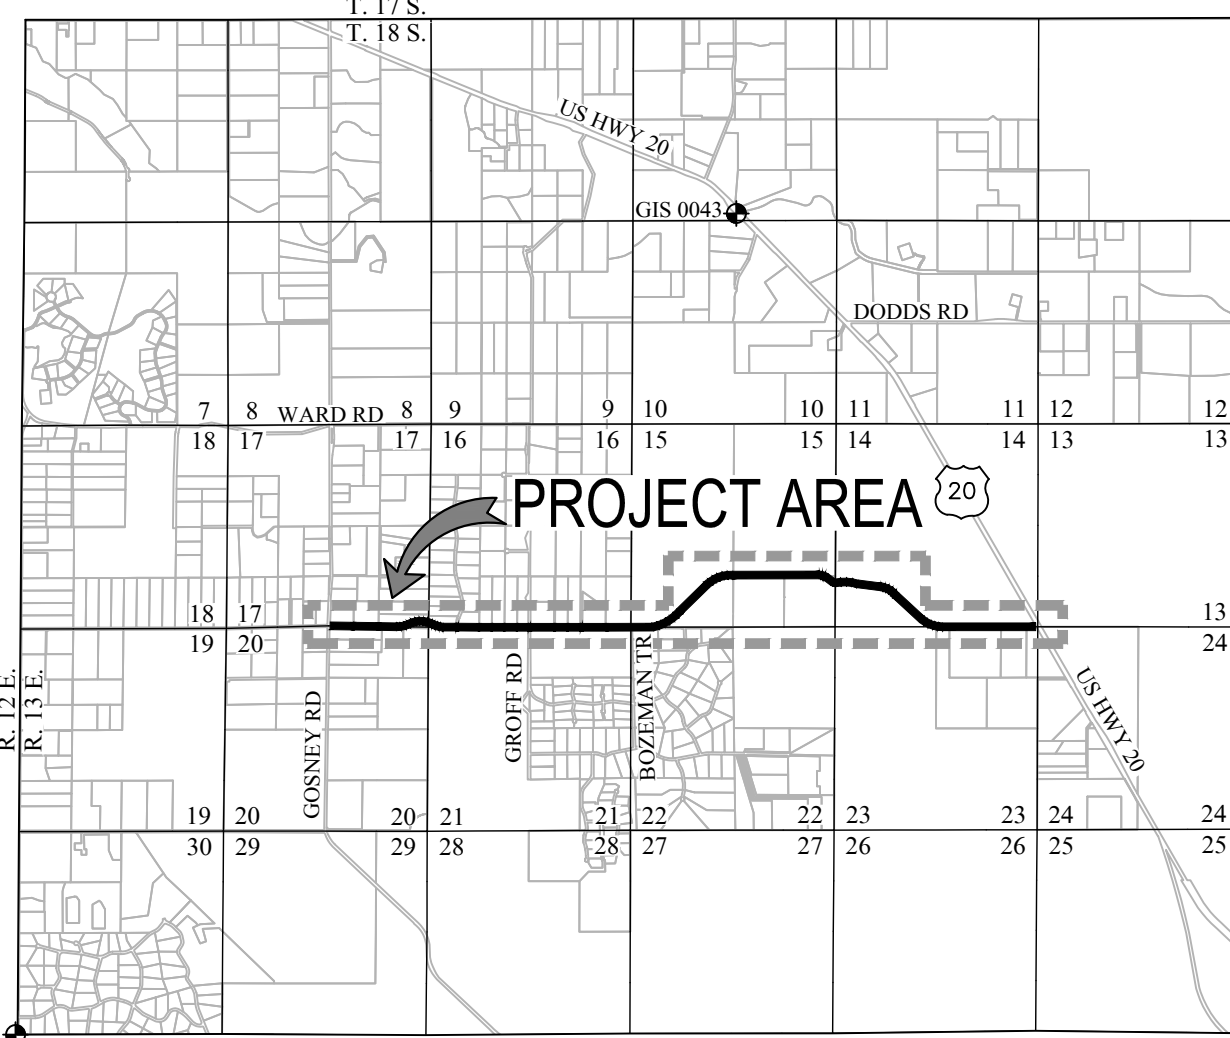 T. 17 S.
T. 18 S.
US HWY 20
GIS 0043
DODDS RD
7 8 WARD RD 8 9 9 10 10 11 11 12 12
18 17 17 16 16 15 15 14 14 13 13
PROJECT AREA
20
18 17 13
19 20 24
R. 12 E.
R. 13 E.
GOSNEY RD
GROFF RD
BOZEMAN TR
US HWY 20
19 20 20 21 21 22 22 23 23 24 24
30 29 29 28 28 27 27 26 26 25 25